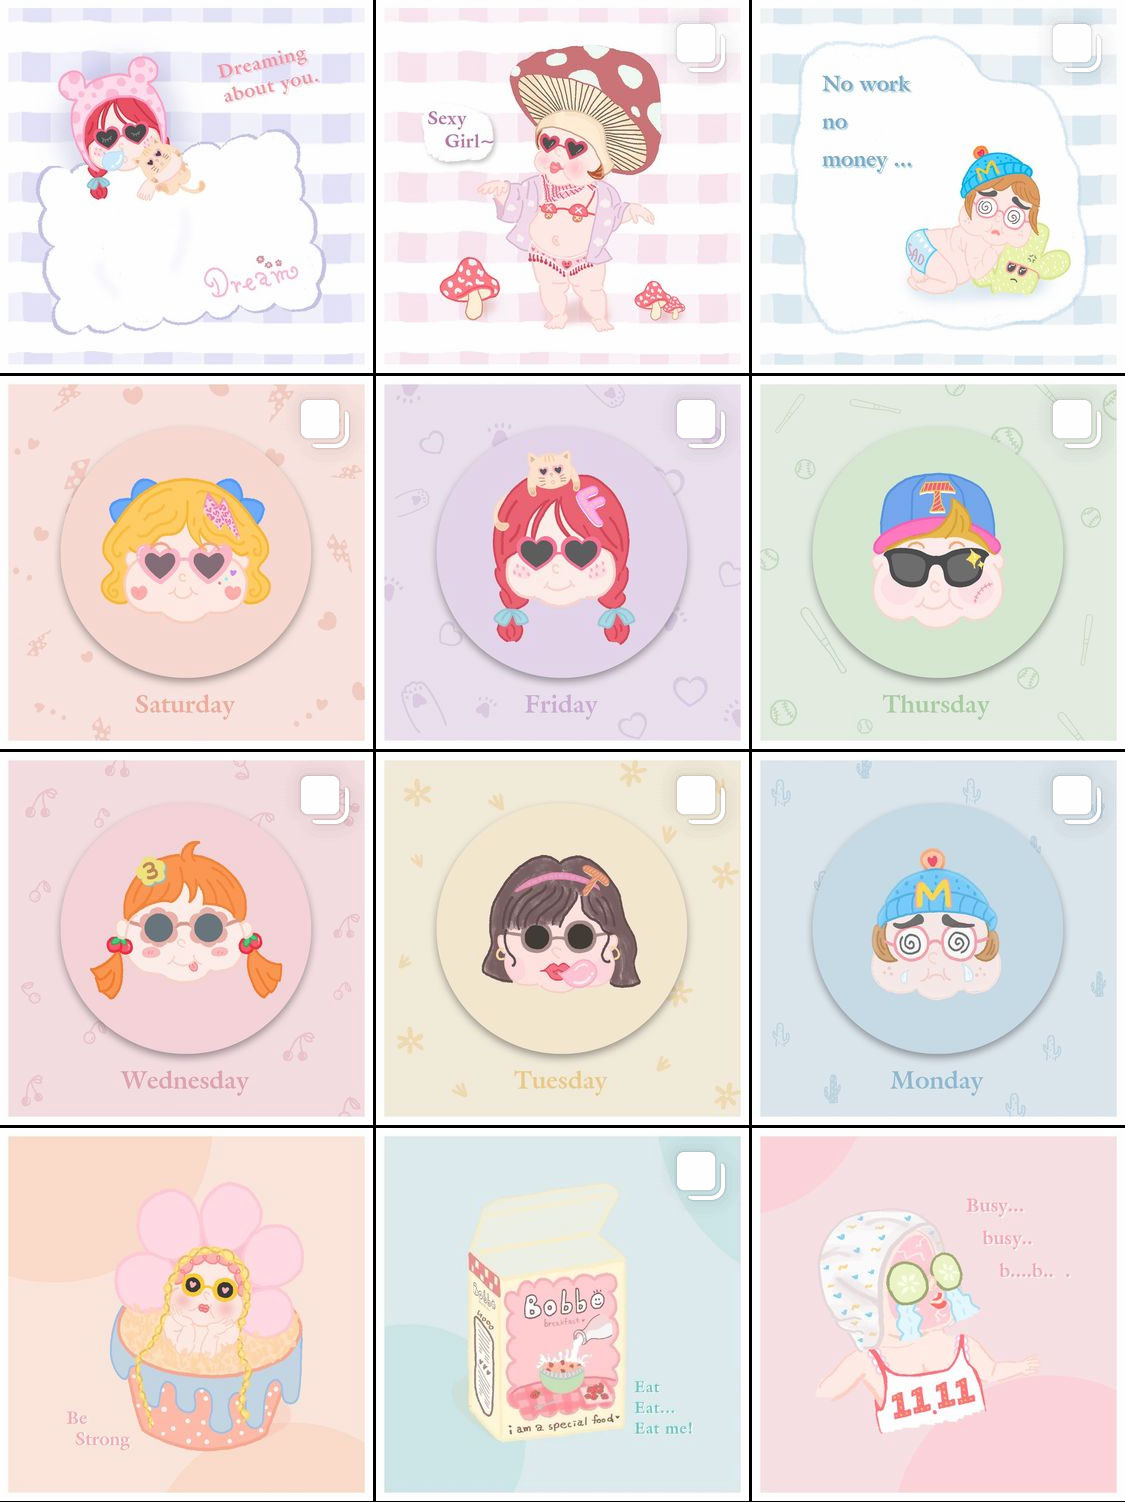 Dreaming
about you.
Dream
Sexy
Girl~
No work
no
money ...
M
SAD
Saturday
F
Friday
T
Thursday
3
Wednesday
T
Tuesday
M
Monday
Be
Strong
Bobbo
Bobbo
breakfast
i am a special food
Eat
Eat...
Eat me!
Busy...
busy..
b....b.. .
11.11